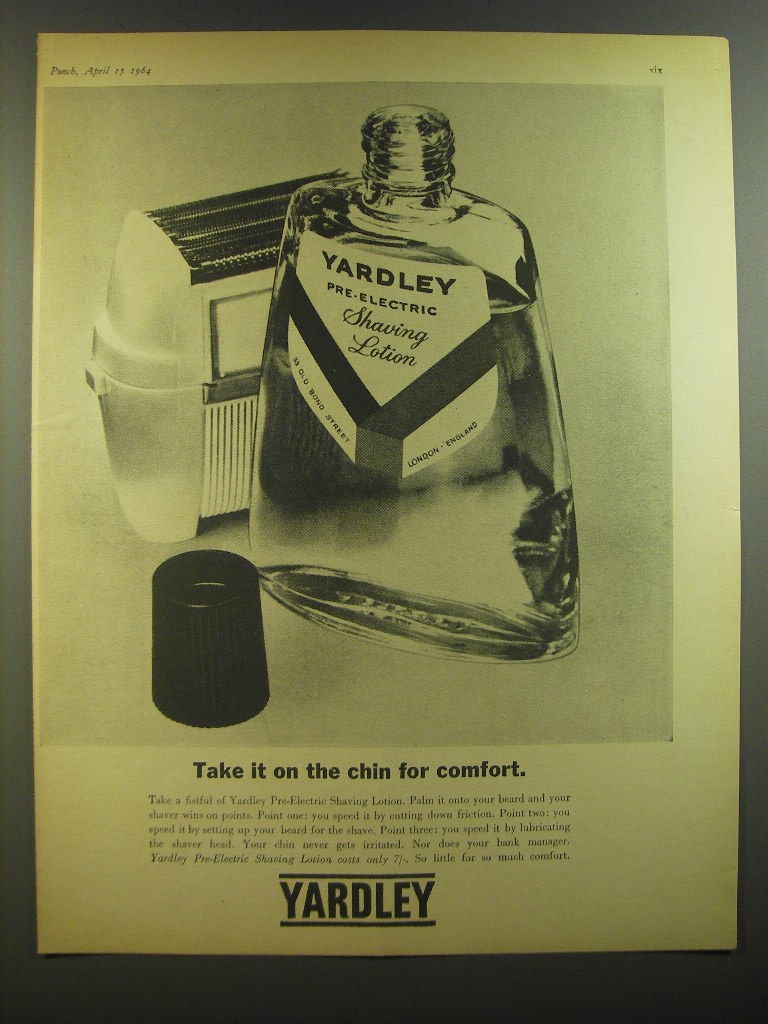 Punch, April 15 1964
xix
YARDLEY
PRE-ELECTRIC
Shaving
Lotion
33 OLD BOND STREET
LONDON · ENGLAND
Take it on the chin for comfort.
Take a fistful of Yardley Pre-Electric Shaving Lotion. Palm it onto your beard and your
shaver wins on points. Point one: you speed it by cutting down friction. Point two: you
speed it by setting up your beard for the shave. Point three: you speed it by lubricating
the shaver head. Your chin never gets irritated. Nor does your bank manager.
Yardley Pre-Electric Shaving Lotion costs only 7/-. So little for so much comfort.
YARDLEY